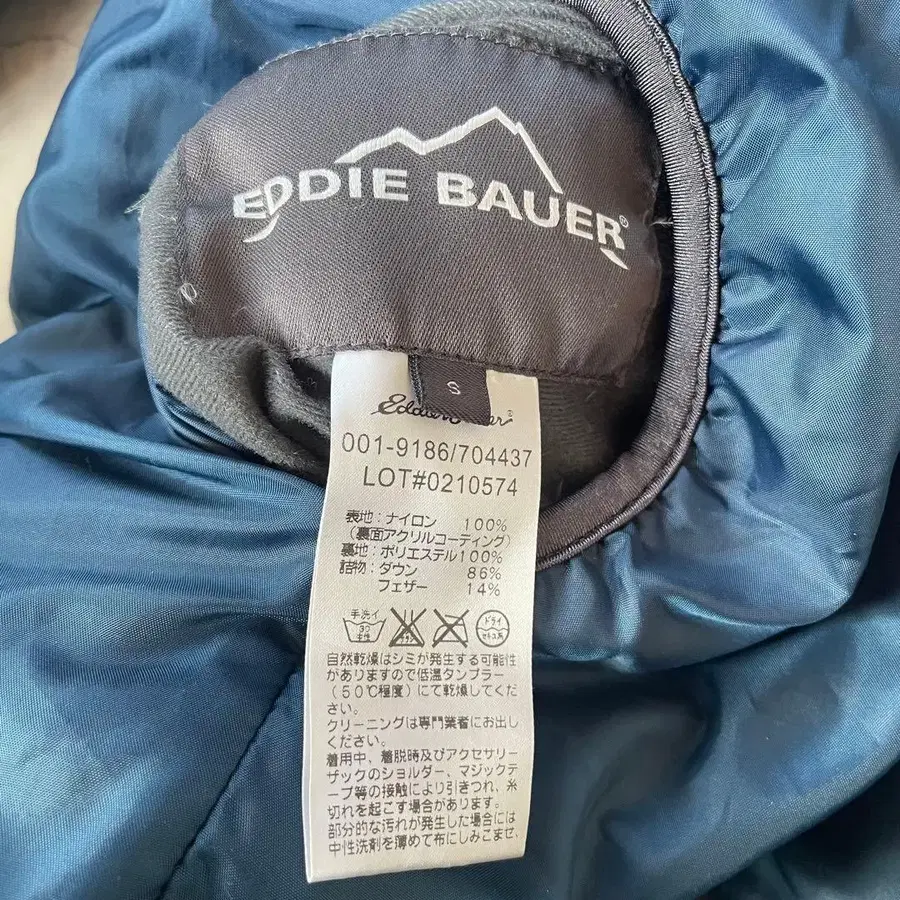 EDDIE BAUER®
S
Eddie Bauer®
001-9186/704437
LOT#0210574
表地:ナイロン 100%
(裏面アクリルコーティング)
裏地:ポリエステル100%
詰物:ダウン 86%
フェザー 14%
手洗イ
30
中性
ドライ
自然乾燥はシミが発生する可能性
がありますので低温タンブラー
(50℃程度)にて乾燥してくだ
さい。
クリーニングは専門業者にお出し
ください。
着用中、着脱時及びアクセサリー
ザックのショルダー、マジックテ
ープ等の接触により引きつれ、糸
切れを起こす場合があります。
部分的な汚れが発生した場合には
中性洗剤を薄めて布にしみこませ、